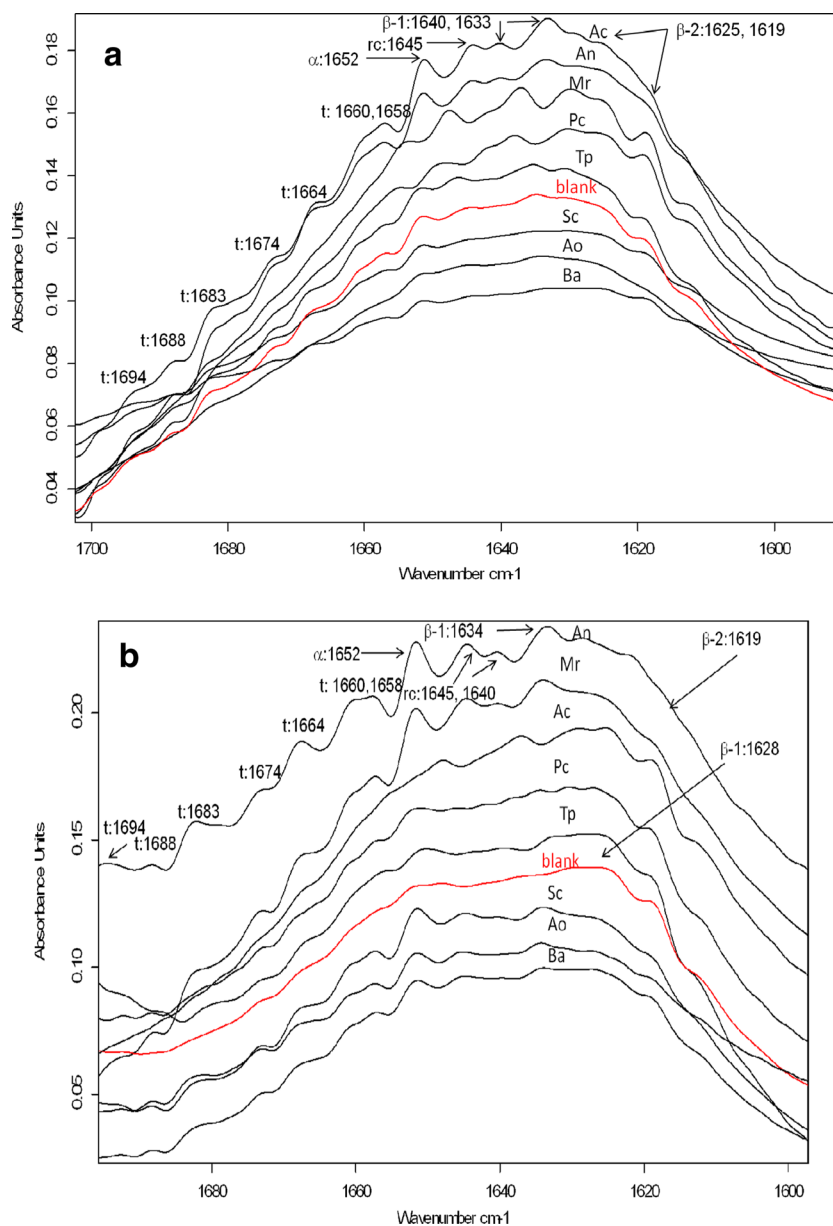 a
β-1:1640, 1633
Ac
β-2:1625, 1619
rc:1645
An
α:1652
Mr
t: 1660,1658
Pc
Tp
t:1664
blank
Sc
t:1674
Ao
t:1683
Ba
t:1688
t:1694
0.18
0.16
0.14
0.12
0.10
0.08
0.06
0.04
Absorbance Units
1700
1680
1660
1640
1620
1600
Wavenumber cm-1
b
β-1:1634
An
β-2:1619
α:1652
Mr
t: 1660,1658
rc:1645, 1640
Ac
t:1664
β-1:1628
t:1674
Pc
t:1683
Tp
t:1694
t:1688
blank
Sc
Ao
Ba
0.20
0.15
0.10
0.05
Absorbance Units
1680
1660
1640
1620
1600
Wavenumber cm-1